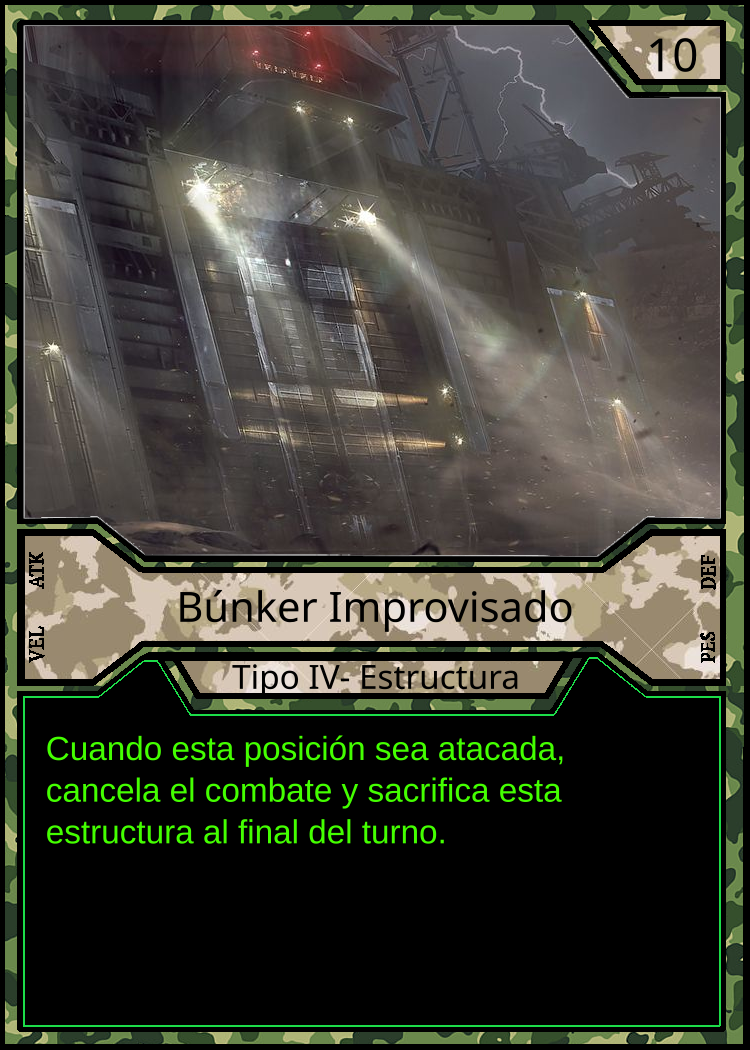 10
ATK
DEF
Búnker Improvisado
VEL
PES
Tipo IV- Estructura
Cuando esta posición sea atacada,
cancela el combate y sacrifica esta
estructura al final del turno.